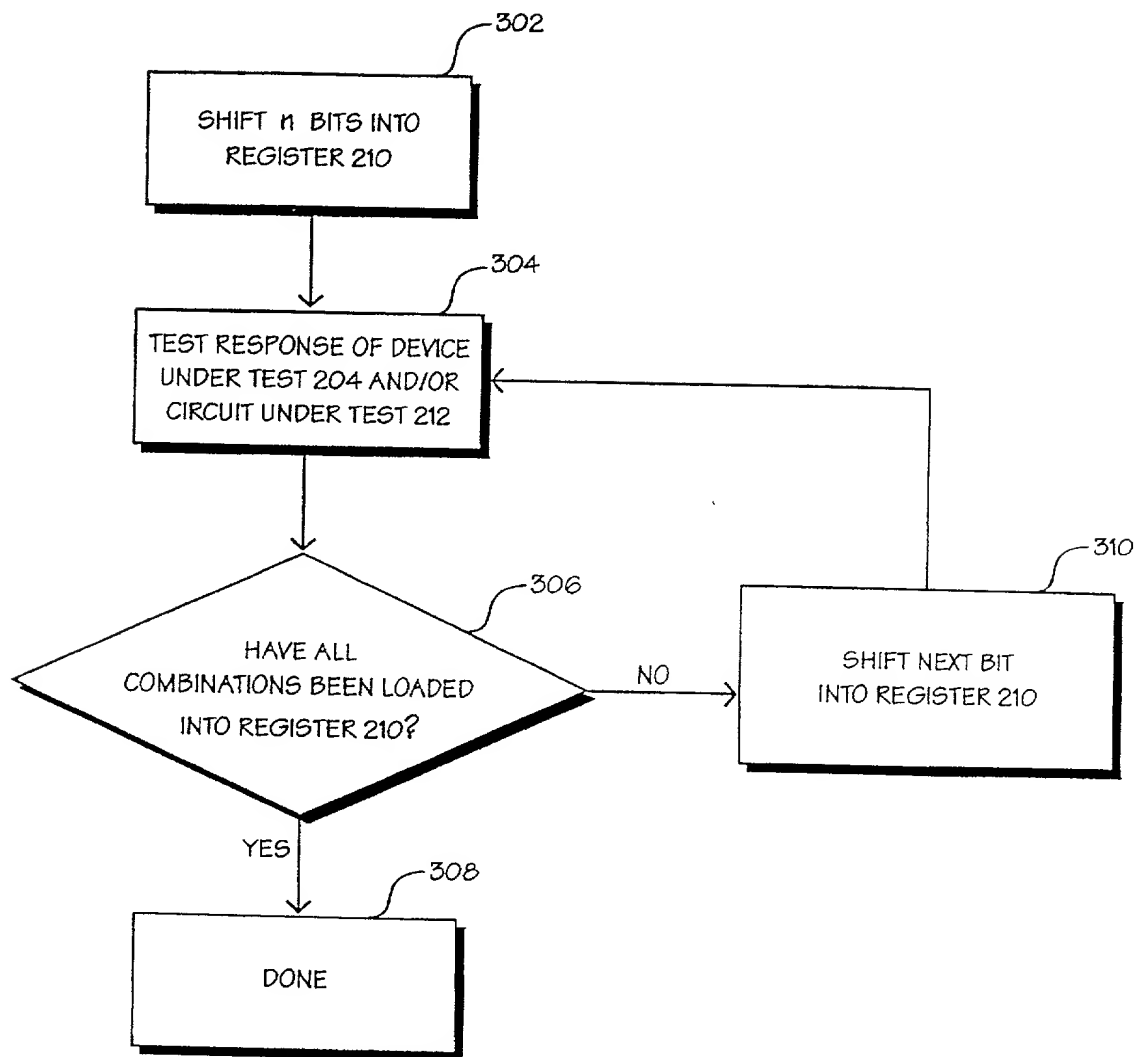 302
SHIFT n BITS INTO
REGISTER 210
304
TEST RESPONSE OF DEVICE
UNDER TEST 204 AND/OR
CIRCUIT UNDER TEST 212
306
HAVE ALL
COMBINATIONS BEEN LOADED
INTO REGISTER 210?
NO
310
SHIFT NEXT BIT
INTO REGISTER 210
YES
308
DONE